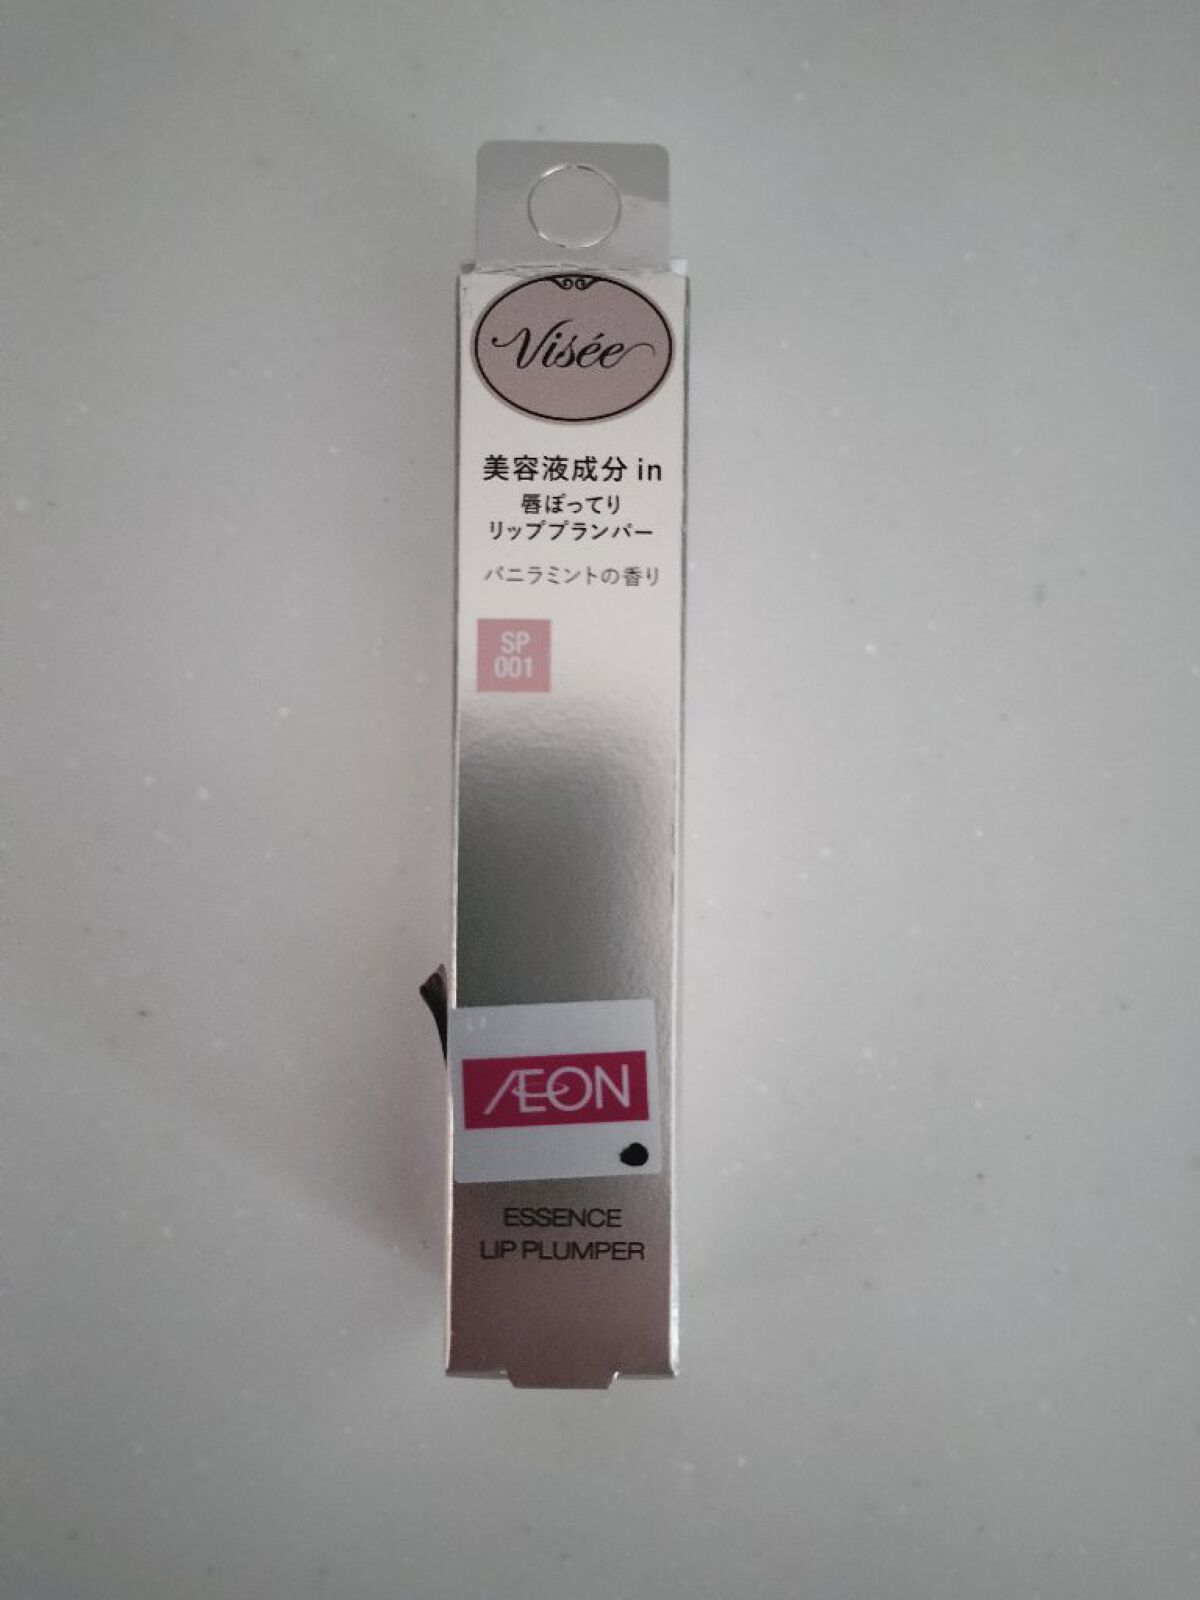 Visée
美容液成分 in
唇ぽってり
リッププランパー
バニラミントの香り
SP
001
ÆON
ESSENCE
LIP PLUMPER